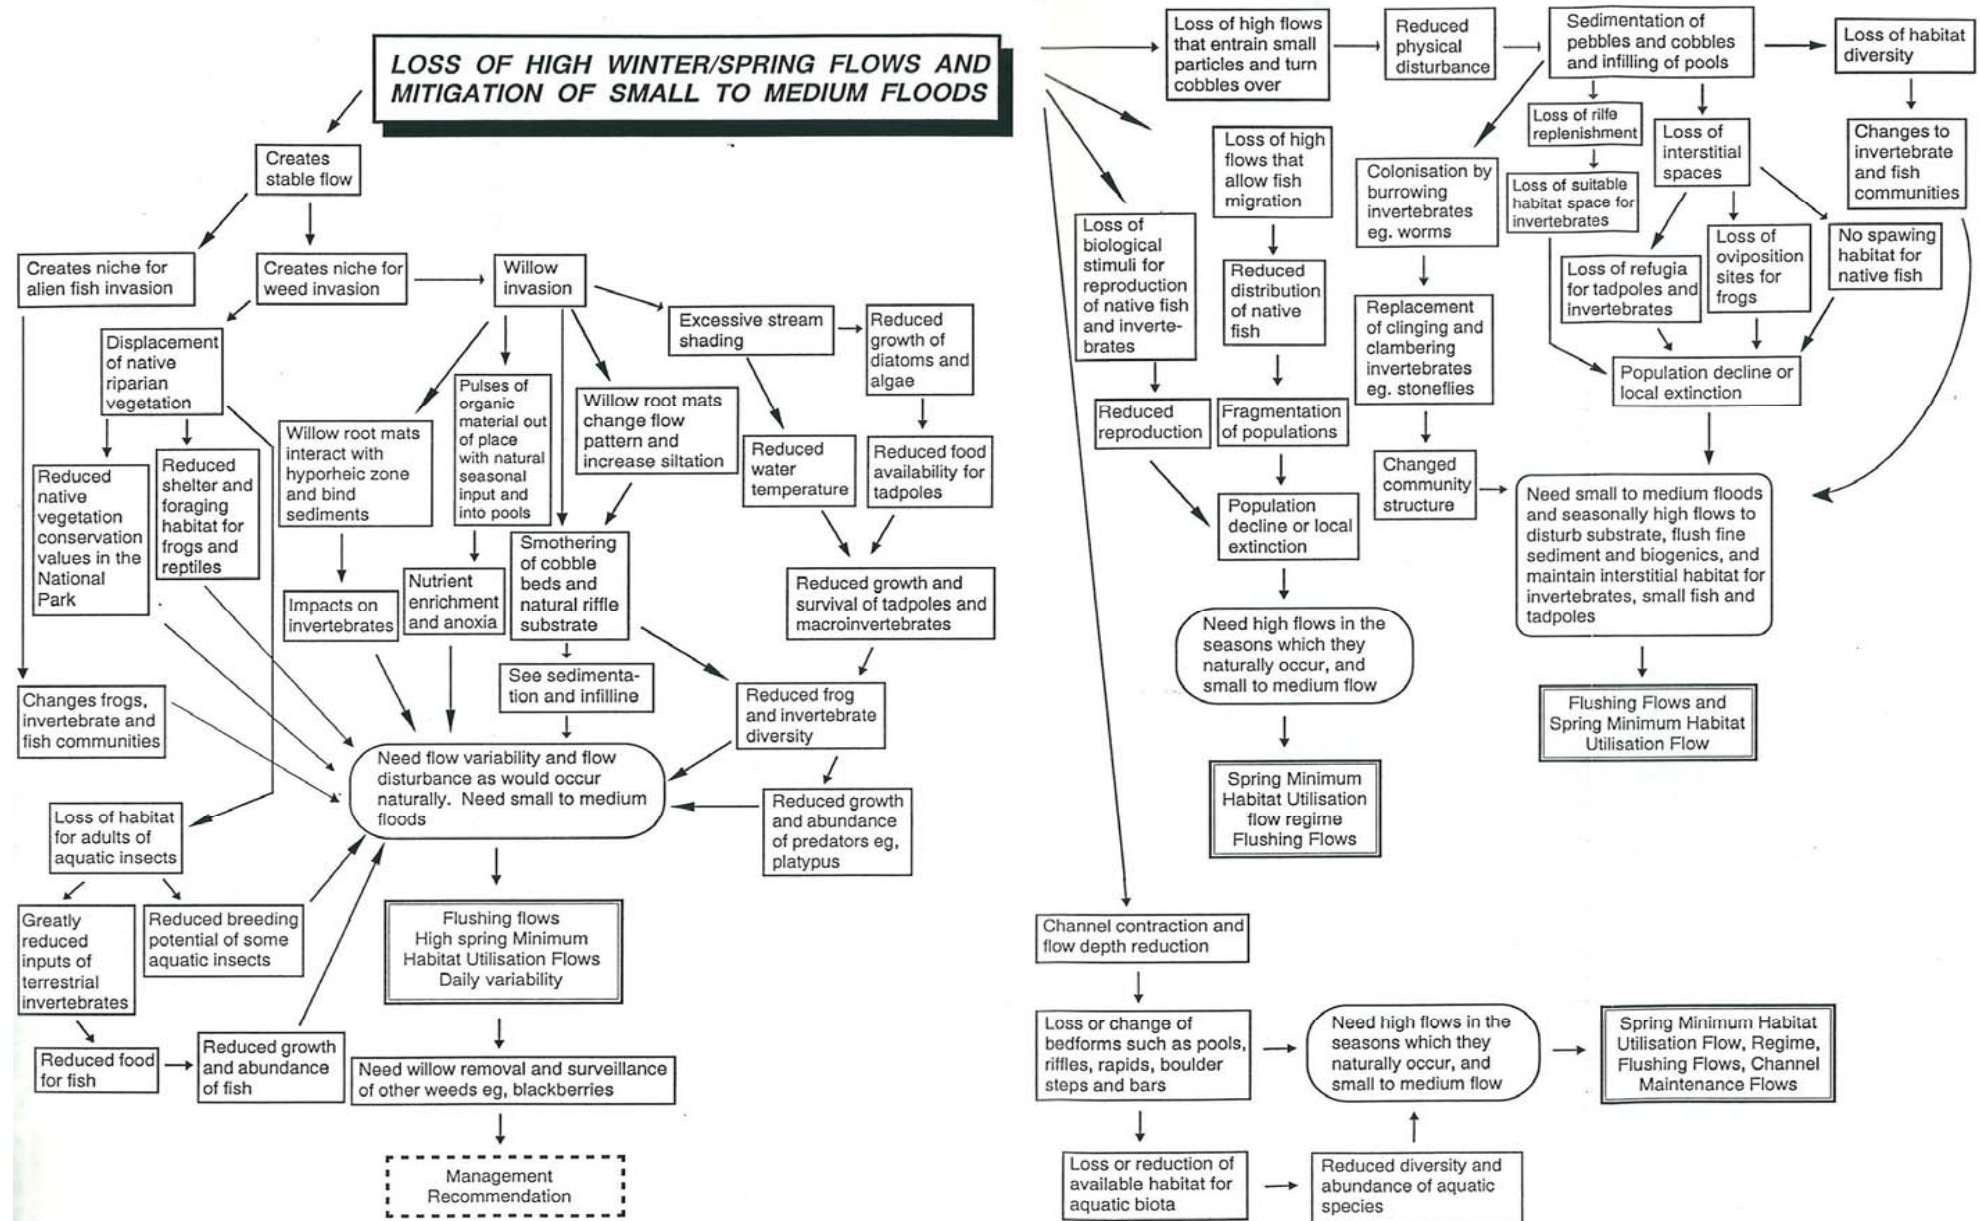 LOSS OF HIGH WINTER/SPRING FLOWS AND
MITIGATION OF SMALL TO MEDIUM FLOODS
Creates
stable flow
Creates niche for
alien fish invasion
Creates niche for
weed invasion
Willow
invasion
Displacement
of native
riparian
vegetation
Excessive stream
shading
Reduced
growth of
diatoms and
algae
Reduced
native
vegetation
conservation
values in the
National
Park
Reduced
shelter and
foraging
habitat for
frogs and
reptiles
Willow root mats
interact with
hyporheic zone
and bind
sediments
Pulses of
organic
material out
of place
with natural
seasonal
input and
into pools
Willow root mats
change flow
pattern and
increase siltation
Reduced
water
temperature
Reduced food
availability for
tadpoles
Impacts on
invertebrates
Nutrient
enrichment
and anoxia
Smothering
of cobble
beds and
natural riffle
substrate
Reduced growth and
survival of tadpoles and
macroinvertebrates
See sedimenta-
tion and infilline
Changes frogs,
invertebrate and
fish communities
Reduced frog
and invertebrate
diversity
Need flow variability and flow
disturbance as would occur
naturally. Need small to medium
floods
Reduced growth
and abundance
of predators eg,
platypus
Loss of habitat
for adults of
aquatic insects
Greatly
reduced
inputs of
terrestrial
invertebrates
Reduced breeding
potential of some
aquatic insects
Flushing flows
High spring Minimum
Habitat Utilisation Flows
Daily variability
Reduced food
for fish
Reduced growth
and abundance
of fish
Need willow removal and surveillance
of other weeds eg, blackberries
Management
Recommendation
Loss of high flows
that entrain small
particles and turn
cobbles over
Reduced
physical
disturbance
Sedimentation of
pebbles and cobbles
and infilling of pools
Loss of habitat
diversity
Loss of high
flows that
allow fish
migration
Loss of rilfe
replenishment
Loss of
interstitial
spaces
Changes to
invertebrate
and fish
communities
Colonisation by
burrowing
invertebrates
eg. worms
Loss of suitable
habitat space for
invertebrates
Loss of
biological
stimuli for
reproduction
of native fish
and inverte-
brates
Reduced
distribution
of native
fish
Loss of refugia
for tadpoles and
invertebrates
Loss of
oviposition
sites for
frogs
No spawing
habitat for
native fish
Replacement
of clinging and
clambering
invertebrates
eg. stoneflies
Population decline or
local extinction
Reduced
reproduction
Fragmentation
of populations
Changed
community
structure
Population
decline or local
extinction
Need small to medium floods
and seasonally high flows to
disturb substrate, flush fine
sediment and biogenics, and
maintain interstitial habitat for
invertebrates, small fish and
tadpoles
Need high flows in the
seasons which they
naturally occur, and
small to medium flow
Flushing Flows and
Spring Minimum Habitat
Utilisation Flow
Spring Minimum
Habitat Utilisation
flow regime
Flushing Flows
Channel contraction and
flow depth reduction
Loss or change of
bedforms such as pools,
riffles, rapids, boulder
steps and bars
Need high flows in the
seasons which they
naturally occur, and
small to medium flow
Spring Minimum Habitat
Utilisation Flow, Regime,
Flushing Flows, Channel
Maintenance Flows
Loss or reduction of
available habitat for
aquatic biota
Reduced diversity and
abundance of aquatic
species